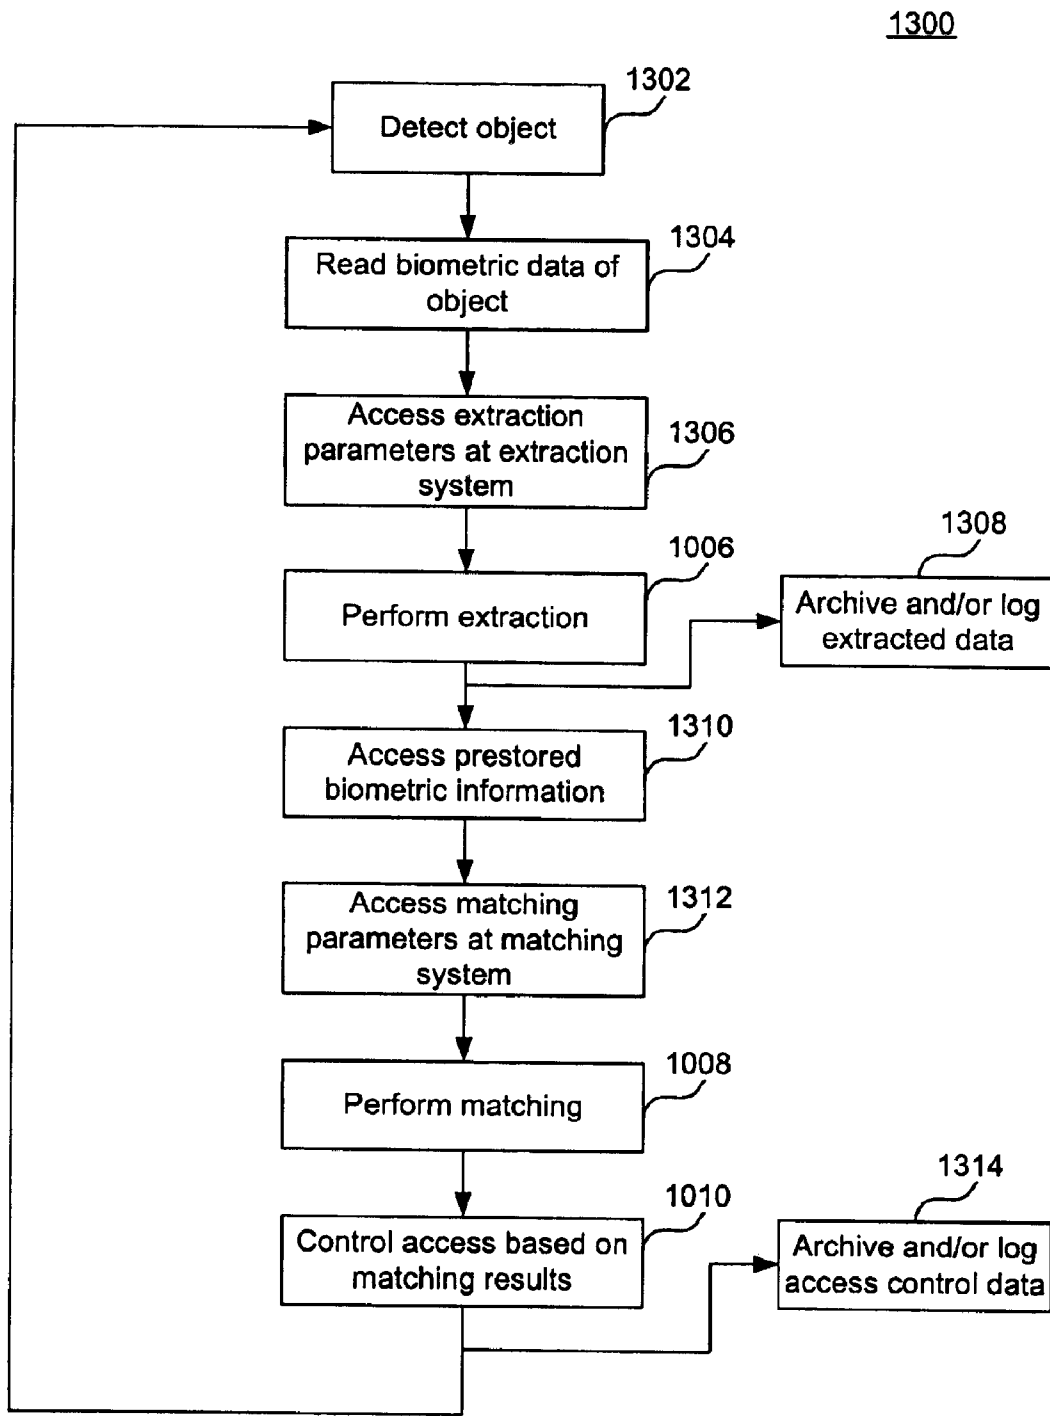 1300
1302
Detect object
1304
Read biometric data of
object
Access extraction
parameters at extraction
system
1306
1006
Perform extraction
1308
Archive and/or log
extracted data
1310
Access prestored
biometric information
Access matching
parameters at matching
system
1312
1008
Perform matching
1010
Control access based on
matching results
1314
Archive and/or log
access control data